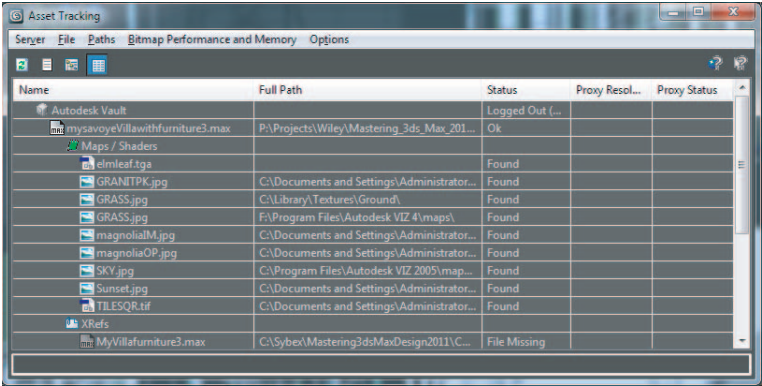 Asset Tracking
Server File Paths Bitmap Performance and Memory Options
Name Full Path Status Proxy Resol... Proxy Status
Autodesk Vault Logged Out (...
mysavoyeVillawithfurniture3.max P:\Projects\Wiley\Mastering_3ds_Max_201... Ok
Maps / Shaders
elmleaf.tga Found
GRANITPK.jpg C:\Documents and Settings\Administrator... Found
GRASS.jpg C:\Library\Textures\Ground\ Found
GRASS.jpg F:\Program Files\Autodesk VIZ 4\maps\ Found
magnoliaIM.jpg C:\Documents and Settings\Administrator... Found
magnoliaOP.jpg C:\Documents and Settings\Administrator... Found
SKY.jpg C:\Program Files\Autodesk VIZ 2005\map... Found
Sunset.jpg C:\Documents and Settings\Administrator... Found
TILESQR.tif C:\Documents and Settings\Administrator... Found
XRefs
MyVillafurniture3.max C:\Sybex\Mastering3dsMaxDesign2011\C... File Missing